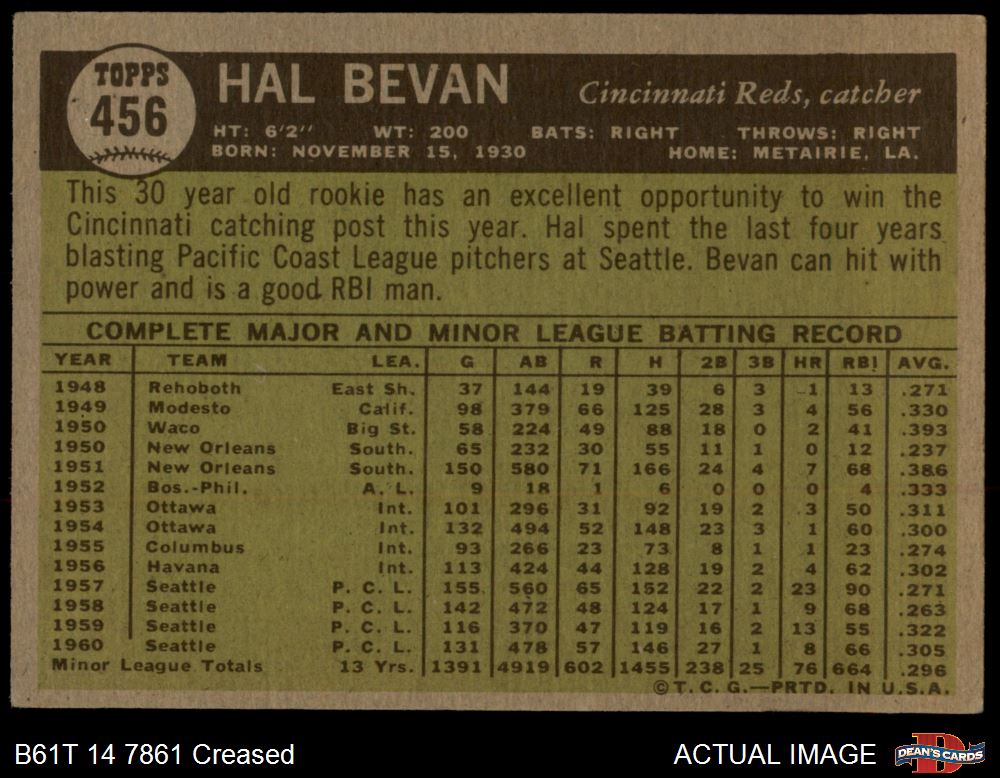 TOPPS
456
HAL BEVAN
Cincinnati Reds, catcher
HT: 6'2" WT: 200 BATS: RIGHT THROWS: RIGHT
BORN: NOVEMBER 15, 1930 HOME: METAIRIE, LA.
This 30 year old rookie has an excellent opportunity to win the
Cincinnati catching post this year. Hal spent the last four years
blasting Pacific Coast League pitchers at Seattle. Bevan can hit with
power and is a good RBI man.
COMPLETE MAJOR AND MINOR LEAGUE BATTING RECORD
YEAR TEAM LEA. G AB R H 2B 3B HR RBI AVG.
1948 Rehoboth East Sh. 37 144 19 39 6 3 1 13 .271
1949 Modesto Calif. 98 379 66 125 28 3 4 56 .330
1950 Waco Big St. 58 224 49 88 18 0 2 41 .393
1950 New Orleans South. 65 232 30 55 11 1 0 12 .237
1951 New Orleans South. 150 580 71 166 24 4 7 68 .386
1952 Bos.-Phil. A. L. 9 18 1 6 0 0 0 4 .333
1953 Ottawa Int. 101 296 31 92 19 2 3 50 .311
1954 Ottawa Int. 132 494 52 148 23 3 1 60 .300
1955 Columbus Int. 93 266 23 73 8 1 1 23 .274
1956 Havana Int. 113 424 44 128 19 2 4 62 .302
1957 Seattle P. C. L. 155 560 65 152 22 2 23 90 .271
1958 Seattle P. C. L. 142 472 48 124 17 1 9 68 .263
1959 Seattle P. C. L. 116 370 47 119 16 2 13 55 .322
1960 Seattle P. C. L. 131 478 57 146 27 1 8 66 .305
Minor League Totals 13 Yrs. 1391 4919 602 1455 238 25 76 664 .296
© T. C. G.—PRTD. IN U.S.A.
B61T 14 7861 Creased ACTUAL IMAGE DEAN'S CARDS